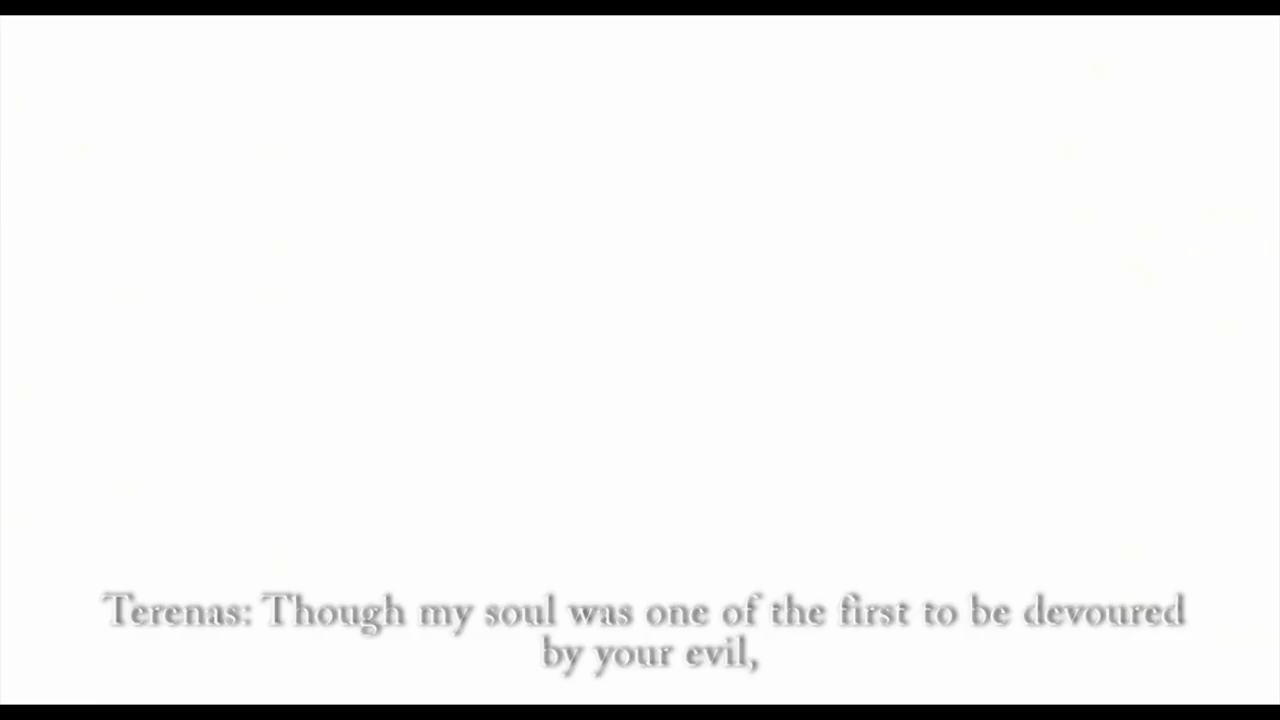 Terenas: Though my soul was one of the first to be devoured
by your evil,